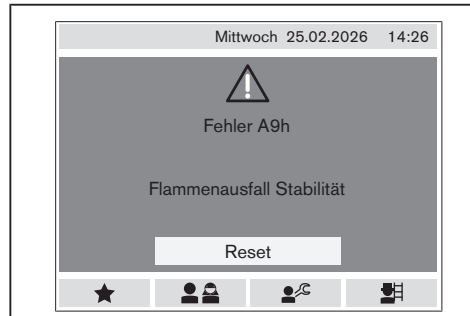 Mittwoch 25.02.2026 14:26
Fehler A9h
Flammenausfall Stabilität
Reset